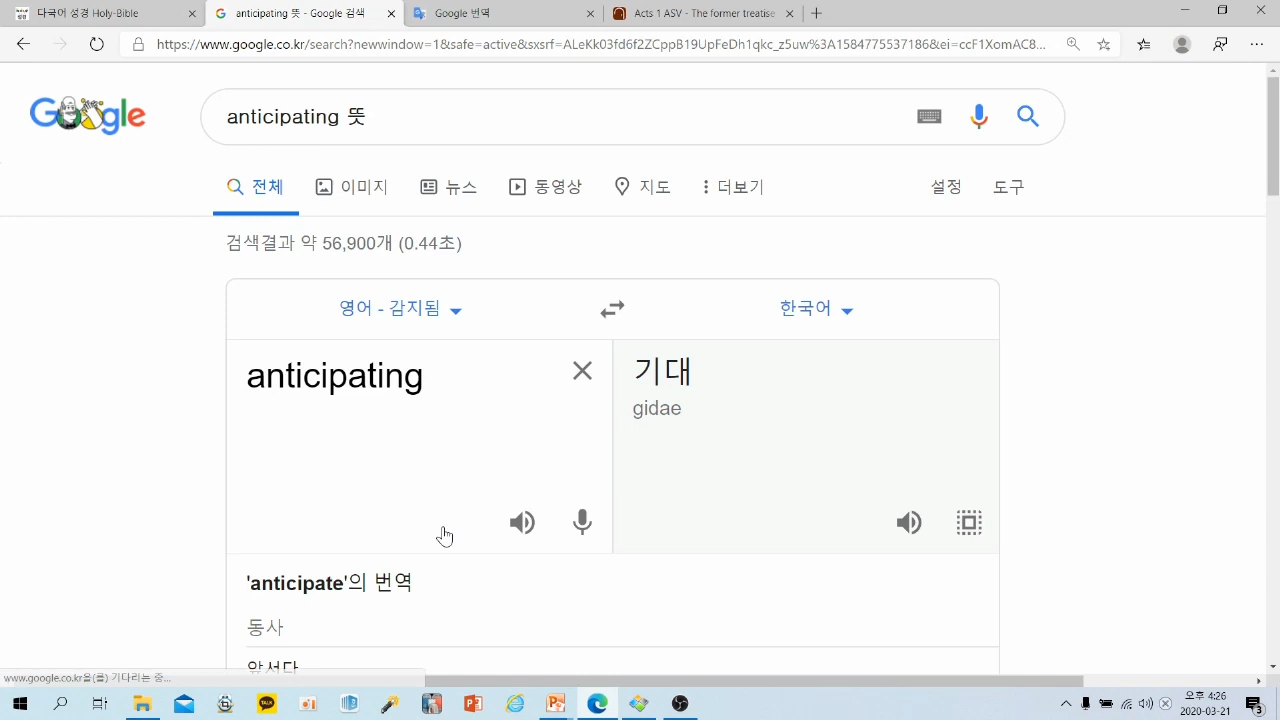 다국어 성경 Holy-Bible
anticipating 뜻 - Google 검색
Google 번역
Acts 1 ASV - The former treatise
https://www.google.co.kr/search?newwindow=1&safe=active&sxsrf=ALeKk03fd6f2ZCppB19UpFeDh1qkc_z5uw%3A1584775537186&ei=ccF1XomAC8...
Google
anticipating 뜻
전체 이미지 뉴스 동영상 지도 더보기 설정 도구
검색결과 약 56,900개 (0.44초)
영어 - 감지됨 한국어
anticipating 기대
gidae
'anticipate'의 번역
동사
앞서다
www.google.co.kr을(를) 기다리는 중...
오후 4:26
2020-03-21
3